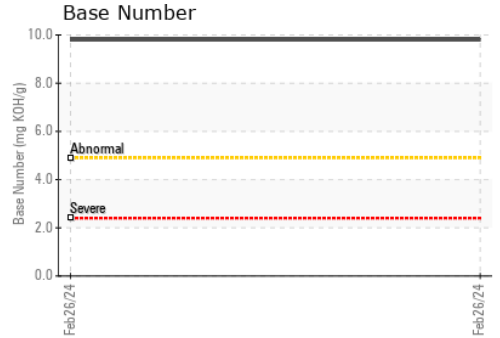 Base Number
Base Number (mg KOH/g)
10.0
8.0
6.0
Abnormal
4.0
Severe
2.0
0.0
Feb26/24
Feb26/24